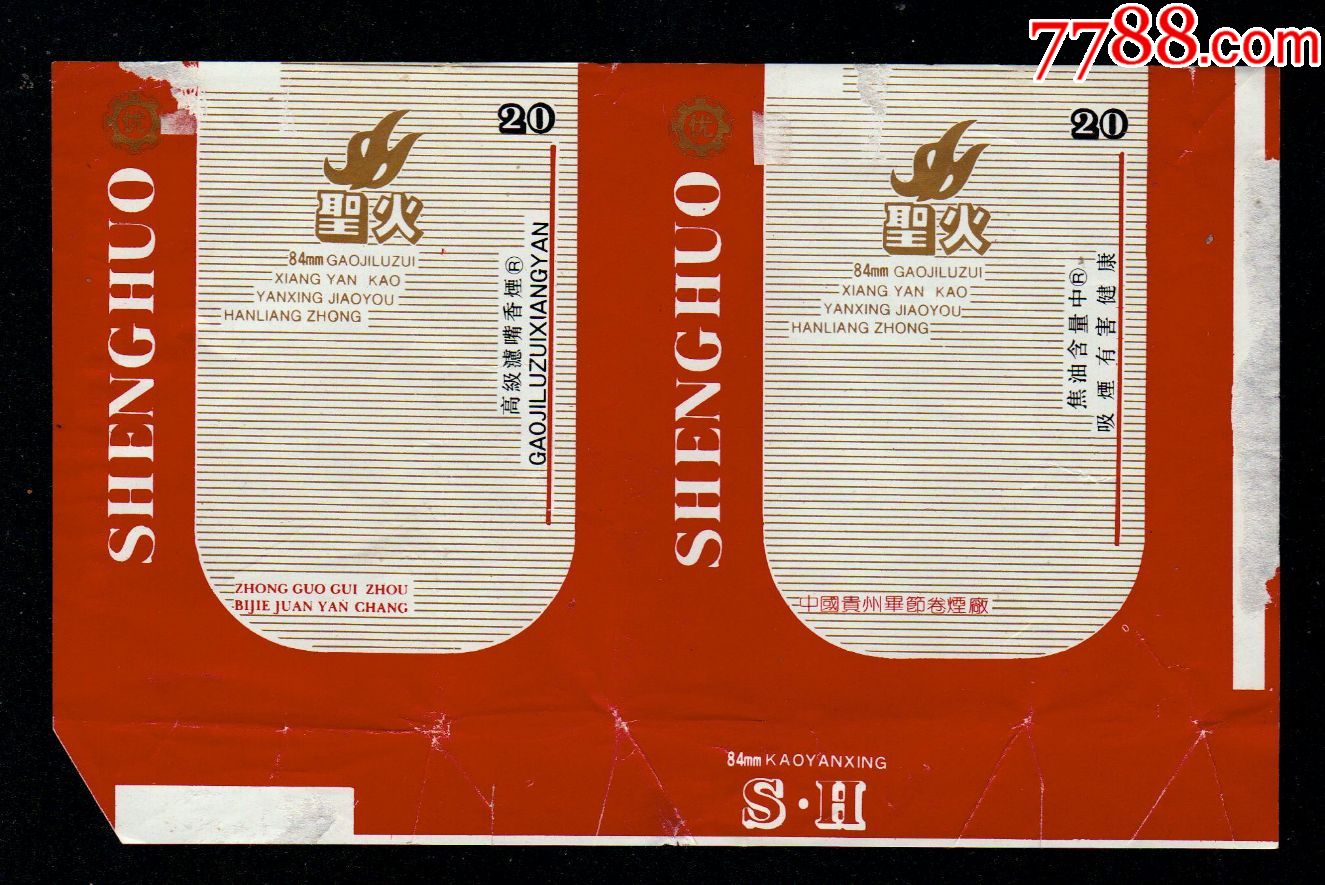 7788.com
优
SHENGHUO
20
聖火
84mm GAOJILUZUI
XIANG YAN KAO
YANXING JIAOYOU
HANLIANG ZHONG
高級濾嘴香煙®
GAOJILUZUIXIANGYAN
ZHONG GUO GUI ZHOU
BIJIE JUAN YAN CHANG
优
SHENGHUO
20
聖火
84mm GAOJILUZUI
XIANG YAN KAO
YANXING JIAOYOU
HANLIANG ZHONG
焦油含量中®
吸煙有害健康
中國貴州畢節卷煙廠
84mm KAOYANXING
S·H